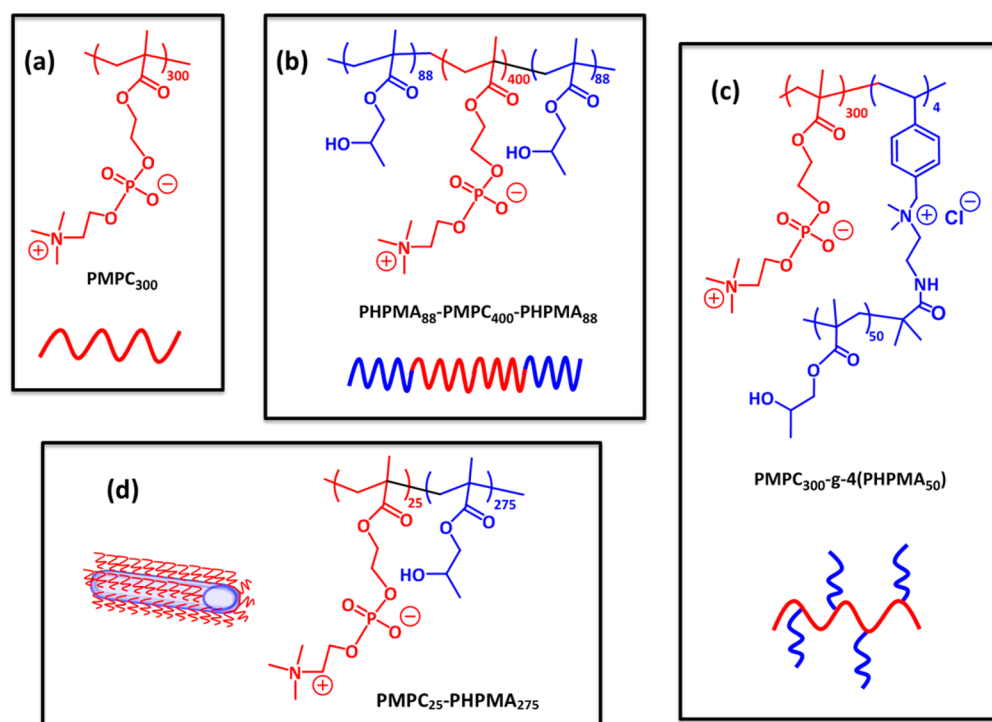 (a)
300
O
O
O
O
P
O
O
⊖
N
⊕
PMPC300
(b)
88
400
88
O
O
HO
O
O
O
O
HO
O
O
P
O
O
⊖
N
⊕
PHPMA88-PMPC400-PHPMA88
(c)
300
4
O
O
O
O
P
O
O
⊖
N
⊕
N
⊕
Cl⊖
NH
O
50
O
O
HO
PMPC300-g-4(PHPMA50)
(d)
25
275
O
O
O
O
HO
O
O
P
O
O
⊖
N
⊕
PMPC25-PHPMA275